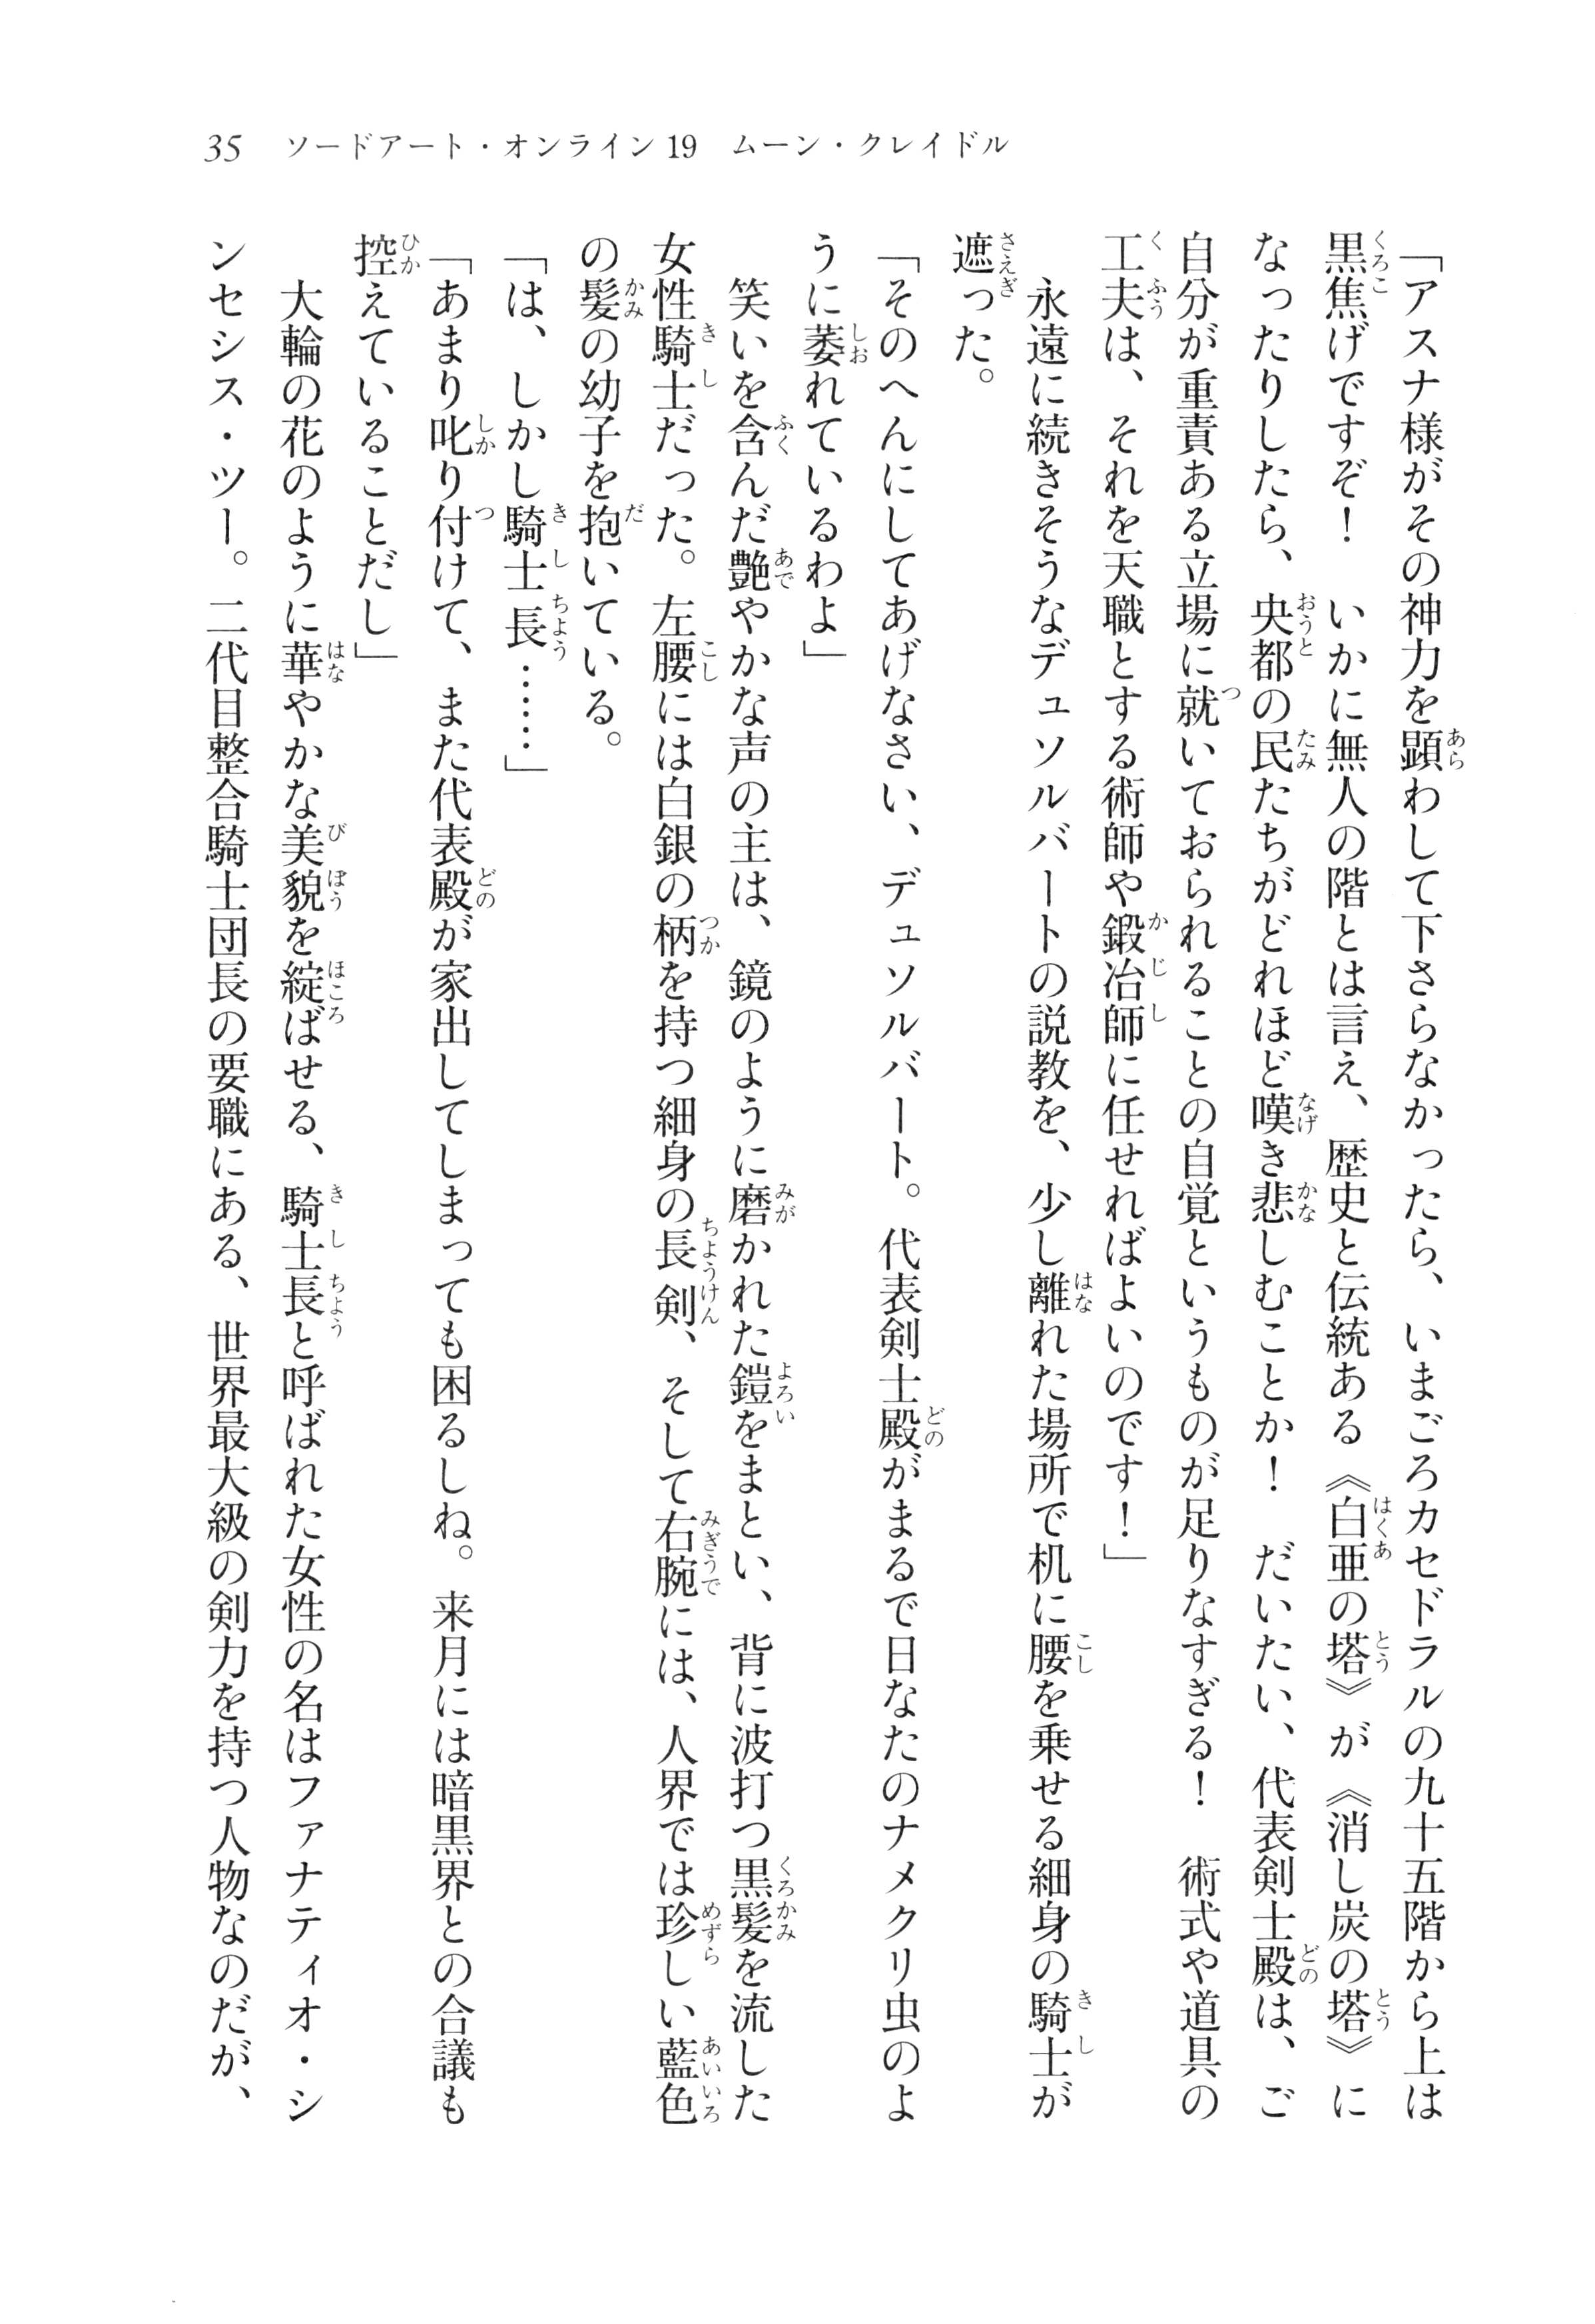 35　ソードアート・オンライン19　ムーン・クレイドル
「アスナ様がその神力を顕わして下さらなかったら、いまごろカセドラルの九十五階から上は
黒焦げですぞ！　いかに無人の階とは言え、歴史と伝統ある《白亜の塔》が《消し炭の塔》に
なったりしたら、央都の民たちがどれほど嘆き悲しむことか！　だいたい、代表剣士殿は、ご
自分が重責ある立場に就いておられることの自覚というものが足りなすぎる！　術式や道具の
工夫は、それを天職とする術師や鍛冶師に任せればよいのです！」
　永遠に続きそうなデュソルバートの説教を、少し離れた場所で机に腰を乗せる細身の騎士が
遮った。
「そのへんにしてあげなさい、デュソルバート。代表剣士殿がまるで日なたのナメクリ虫のよ
うに萎れているわよ」
　笑いを含んだ艶やかな声の主は、鏡のように磨かれた鎧をまとい、背に波打つ黒髪を流した
女性騎士だった。左腰には白銀の柄を持つ細身の長剣、そして右腕には、人界では珍しい藍色
の髪の幼子を抱いている。
「は、しかし騎士長……」
「あまり叱り付けて、また代表殿が家出してしまっても困るしね。来月には暗黒界との合議も
控えていることだし」
　大輪の花のように華やかな美貌を綻ばせる、騎士長と呼ばれた女性の名はファナティオ・シ
ンセシス・ツー。二代目整合騎士団長の要職にある、世界最大級の剣力を持つ人物なのだが、